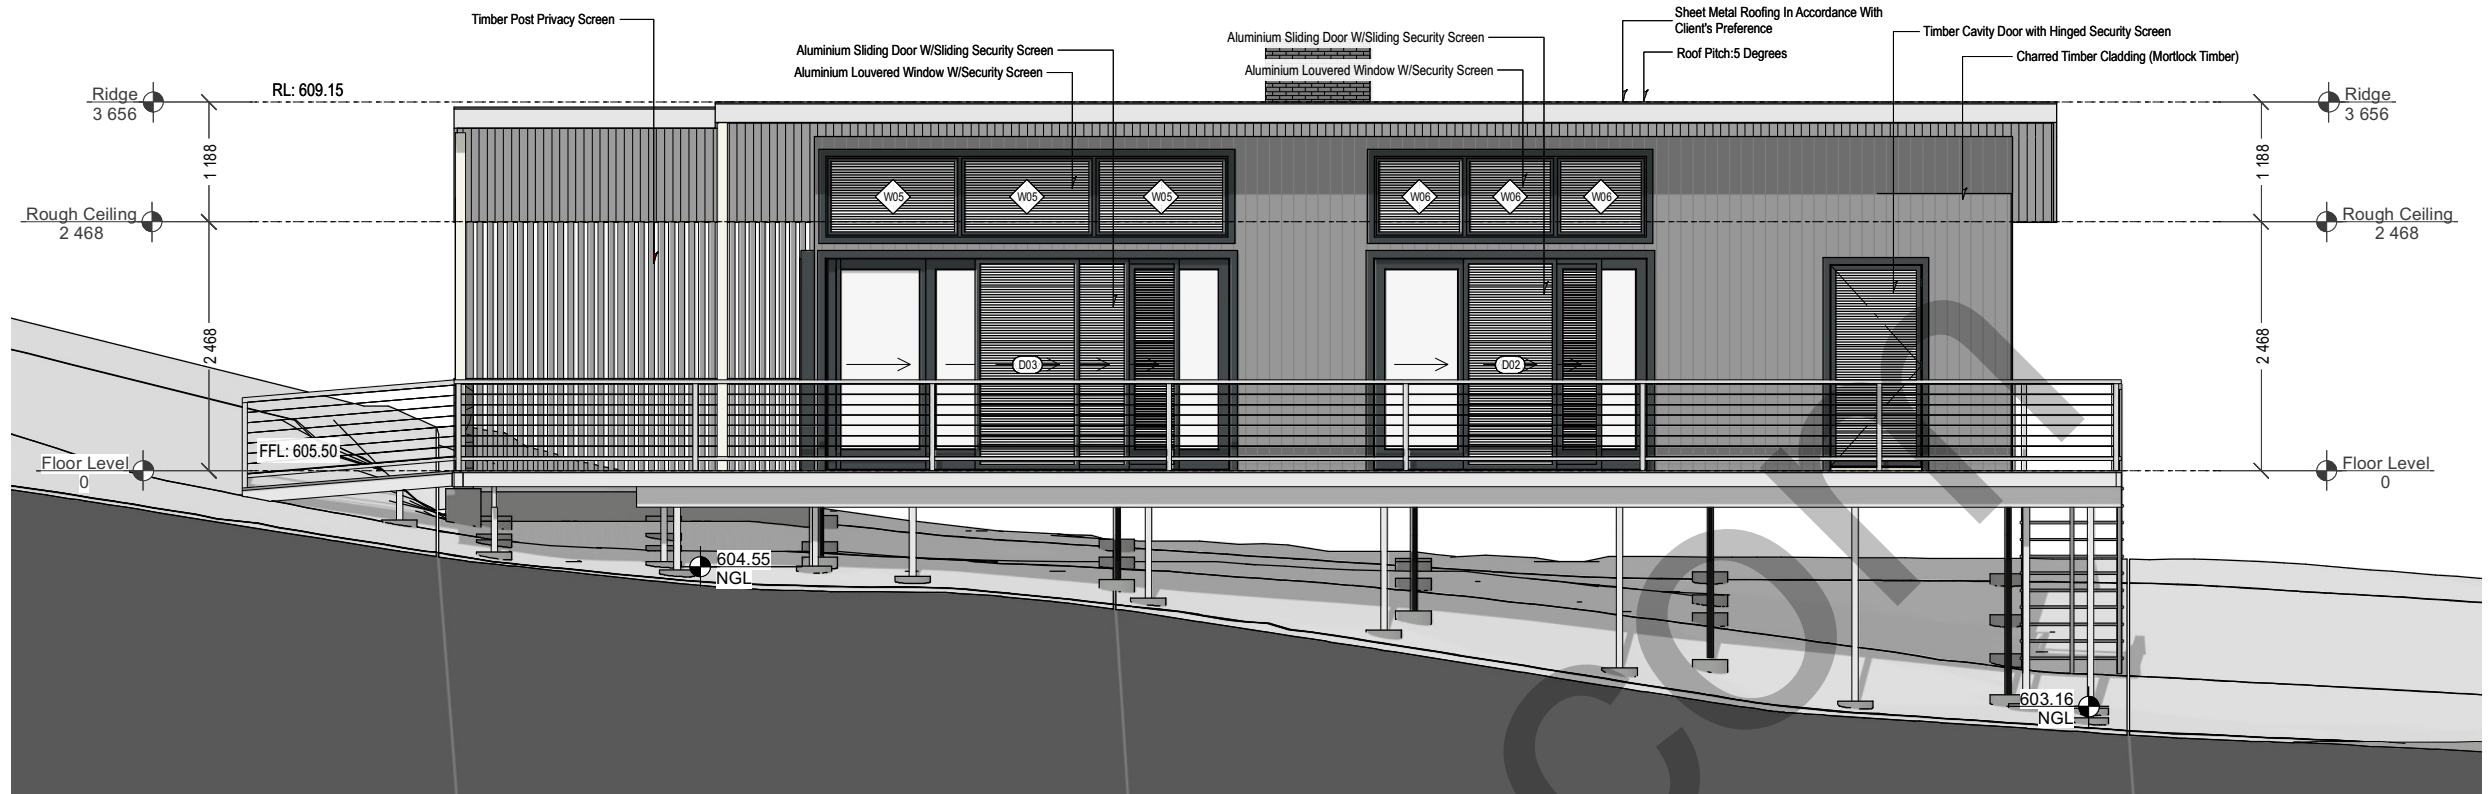 Timber Post Privacy Screen
Aluminium Sliding Door W/Sliding Security Screen
Aluminium Louvered Window W/Security Screen
Aluminium Sliding Door W/Sliding Security Screen
Aluminium Louvered Window W/Security Screen
Sheet Metal Roofing In Accordance With
Client's Preference
Roof Pitch:5 Degrees
Timber Cavity Door with Hinged Security Screen
Charred Timber Cladding (Mortlock Timber)
Ridge
3 656
RL: 609.15
Ridge
3 656
1 188
1 188
W05
W05
W05
W06
W06
W06
Rough Ceiling
2 468
Rough Ceiling
2 468
2 468
2 468
D03
D02
FFL: 605.50
Floor Level
0
Floor Level
0
604.55
NGL
603.16
NGL
com